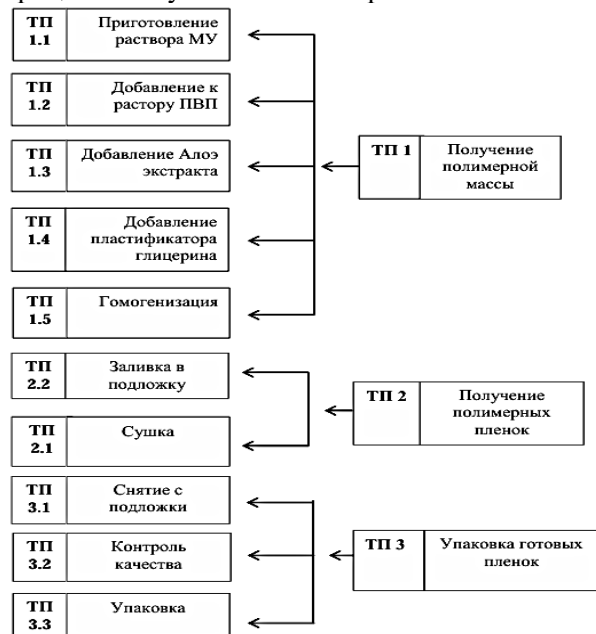 ТП 1.1
Приготовление
раствора МУ
ТП 1.2
Добавление к
растору ПВП
ТП 1.3
Добавление Алоэ
экстракта
ТП 1
Получение
полимерной
массы
ТП 1.4
Добавление
пластификатора
глицерина
ТП 1.5
Гомогенизация
ТП 2.2
Заливка в
подложку
ТП 2
Получение
полимерных
пленок
ТП 2.1
Сушка
ТП 3.1
Снятие с
подложки
ТП 3.2
Контроль
качества
ТП 3
Упаковка готовых
пленок
ТП 3.3
Упаковка